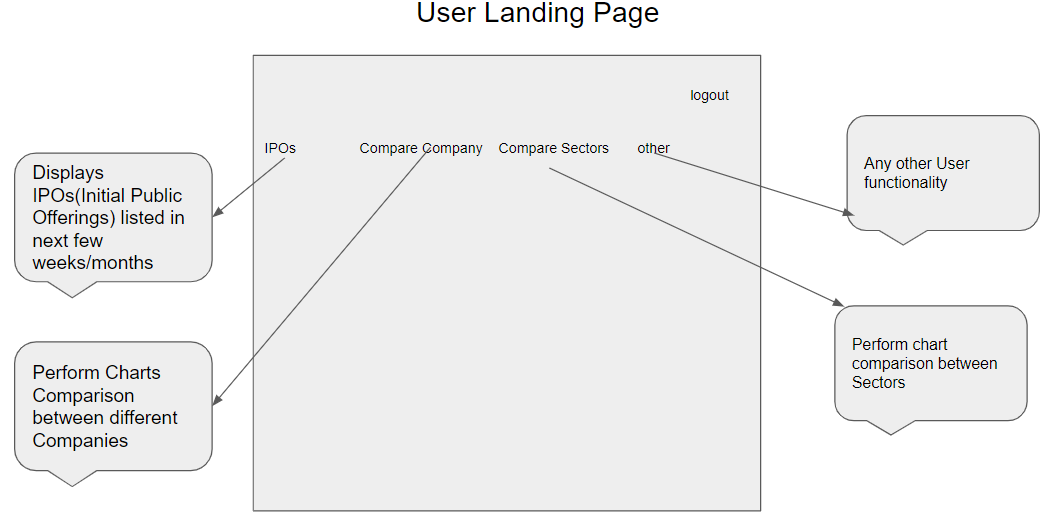 User Landing Page
logout
IPOs
Compare Company
Compare Sectors
other
Displays
IPOs(Initial Public
Offerings) listed in
next few
weeks/months
Any other User
functionality
Perform Charts
Comparison
between different
Companies
Perform chart
comparison between
Sectors